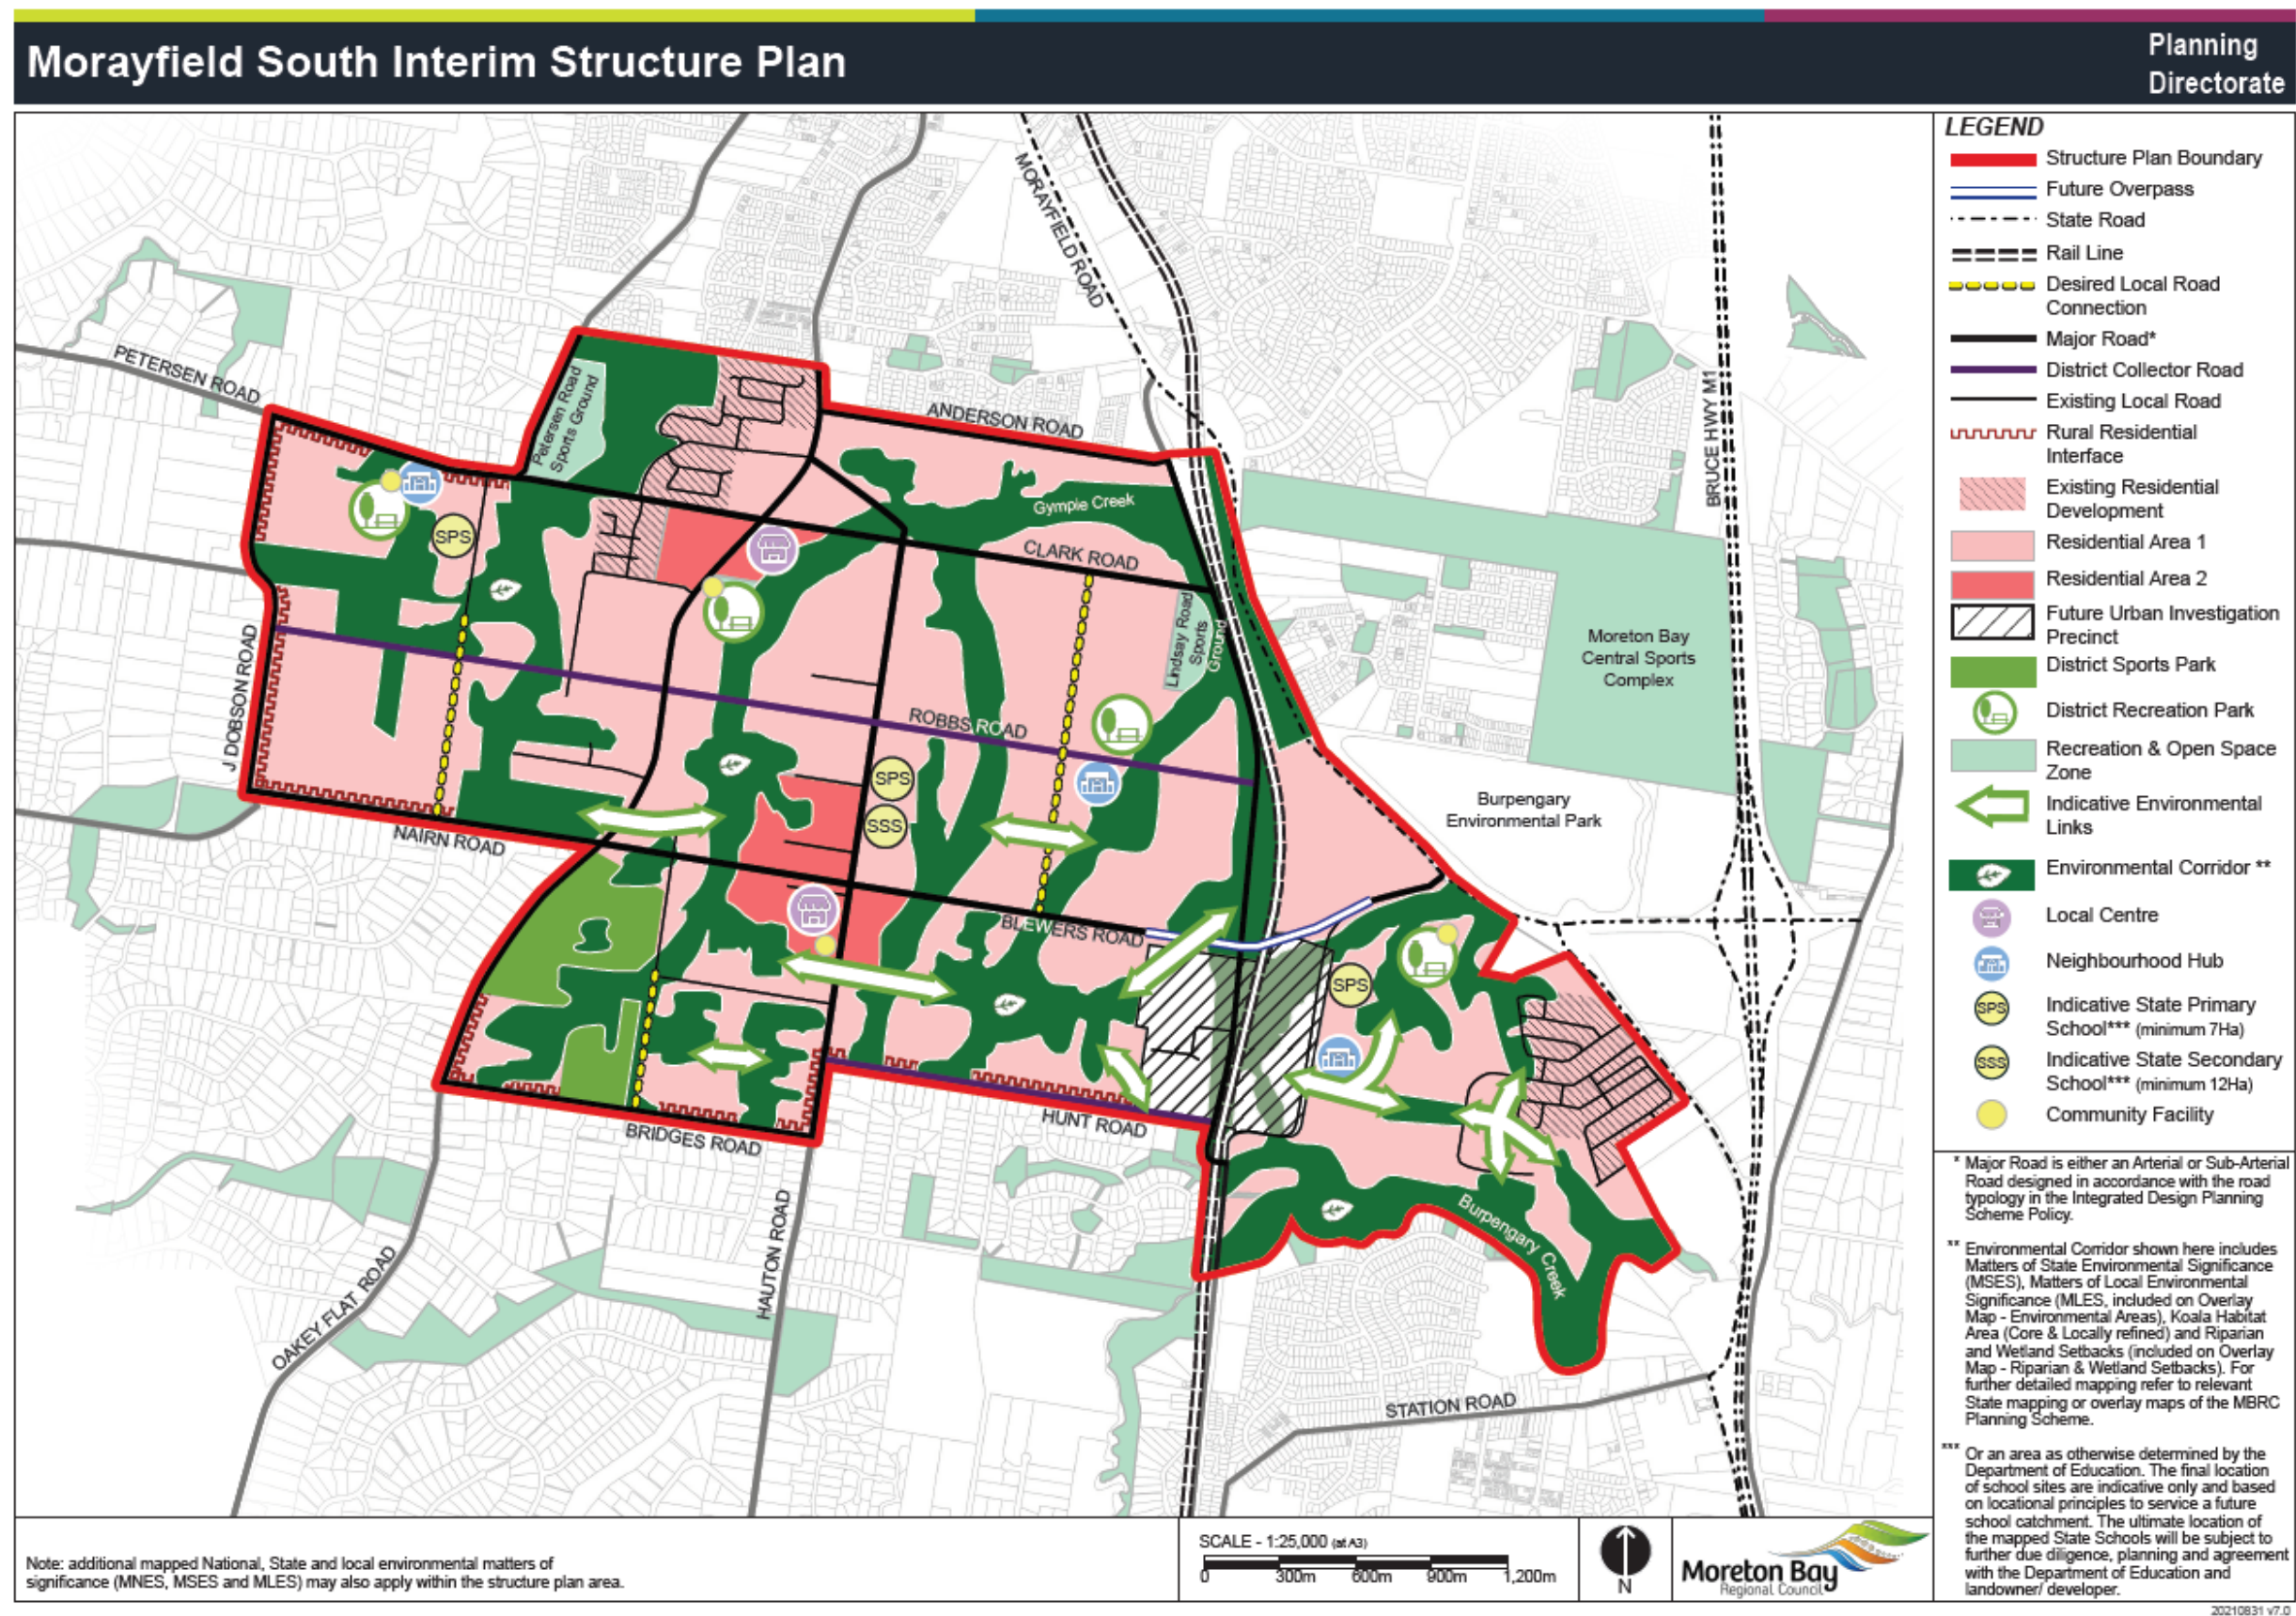 Morayfield South Interim Structure Plan
Planning
Directorate
MORAYFIELD ROAD
PETERSEN ROAD
Petersen Road
Sports Ground
ANDERSON ROAD
Gympie Creek
CLARK ROAD
BRUCE HWY M1
SPS
Lindsay Road
Sports
Ground
Moreton Bay
Central Sports
Complex
J DOBSON ROAD
ROBBS ROAD
SPS
SSS
Burpengary
Environmental Park
NAIRN ROAD
BLEWERS ROAD
SPS
HUNT ROAD
BRIDGES ROAD
HAUTON ROAD
OAKEY FLAT ROAD
Burpengary Creek
STATION ROAD
LEGEND
Structure Plan Boundary
Future Overpass
State Road
Rail Line
Desired Local Road
Connection
Major Road*
District Collector Road
Existing Local Road
Rural Residential
Interface
Existing Residential
Development
Residential Area 1
Residential Area 2
Future Urban Investigation
Precinct
District Sports Park
District Recreation Park
Recreation & Open Space
Zone
Indicative Environmental
Links
Environmental Corridor **
Local Centre
Neighbourhood Hub
SPS
Indicative State Primary
School*** (minimum 7Ha)
SSS
Indicative State Secondary
School*** (minimum 12Ha)
Community Facility
* Major Road is either an Arterial or Sub-Arterial
Road designed in accordance with the road
typology in the Integrated Design Planning
Scheme Policy.
** Environmental Corridor shown here includes
Matters of State Environmental Significance
(MSES), Matters of Local Environmental
Significance (MLES, included on Overlay
Map - Environmental Areas), Koala Habitat
Area (Core & Locally refined) and Riparian
and Wetland Setbacks (included on Overlay
Map - Riparian & Wetland Setbacks). For
further detailed mapping refer to relevant
State mapping or overlay maps of the MBRC
Planning Scheme.
*** Or an area as otherwise determined by the
Department of Education. The final location
of school sites are indicative only and based
on locational principles to service a future
school catchment. The ultimate location of
the mapped State Schools will be subject to
further due diligence, planning and agreement
with the Department of Education and
landowner/ developer.
Note: additional mapped National, State and local environmental matters of
significance (MNES, MSES and MLES) may also apply within the structure plan area.
SCALE - 1:25,000 (at A3)
0 300m 600m 900m 1,200m
N
Moreton Bay
Regional Council
20210831 v7.0